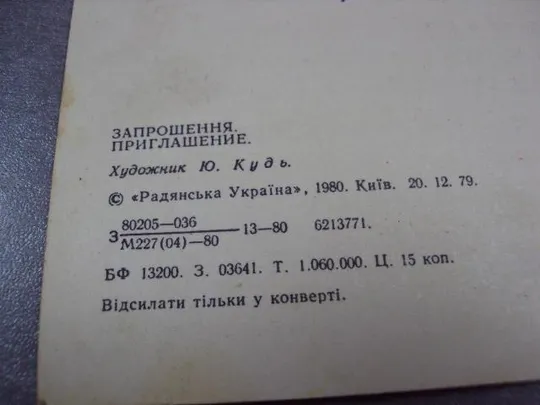 ЗАПРОШЕННЯ.
ПРИГЛАШЕНИЕ.
Художник Ю. Кудь.
© «Радянська Україна», 1980. Київ. 20. 12. 79.
З 80205—036
М227(04)—80 —13—80 6213771.
БФ 13200. З. 03641. Т. 1.060.000. Ц. 15 коп.
Відсилати тільки у конверті.